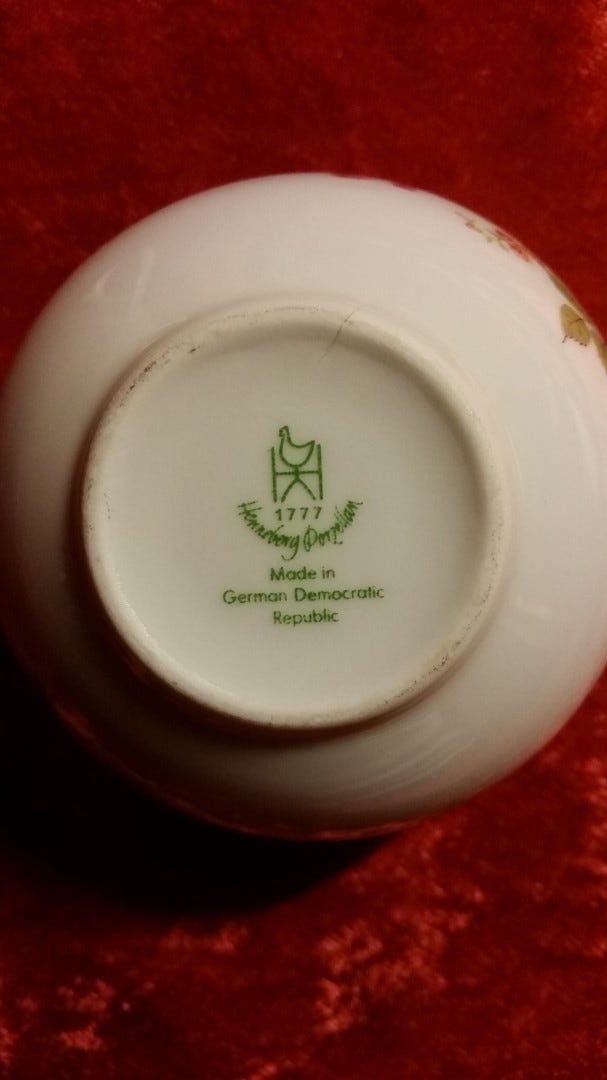 1777
Henneberg Porzellan
Made in
German Democratic
Republic